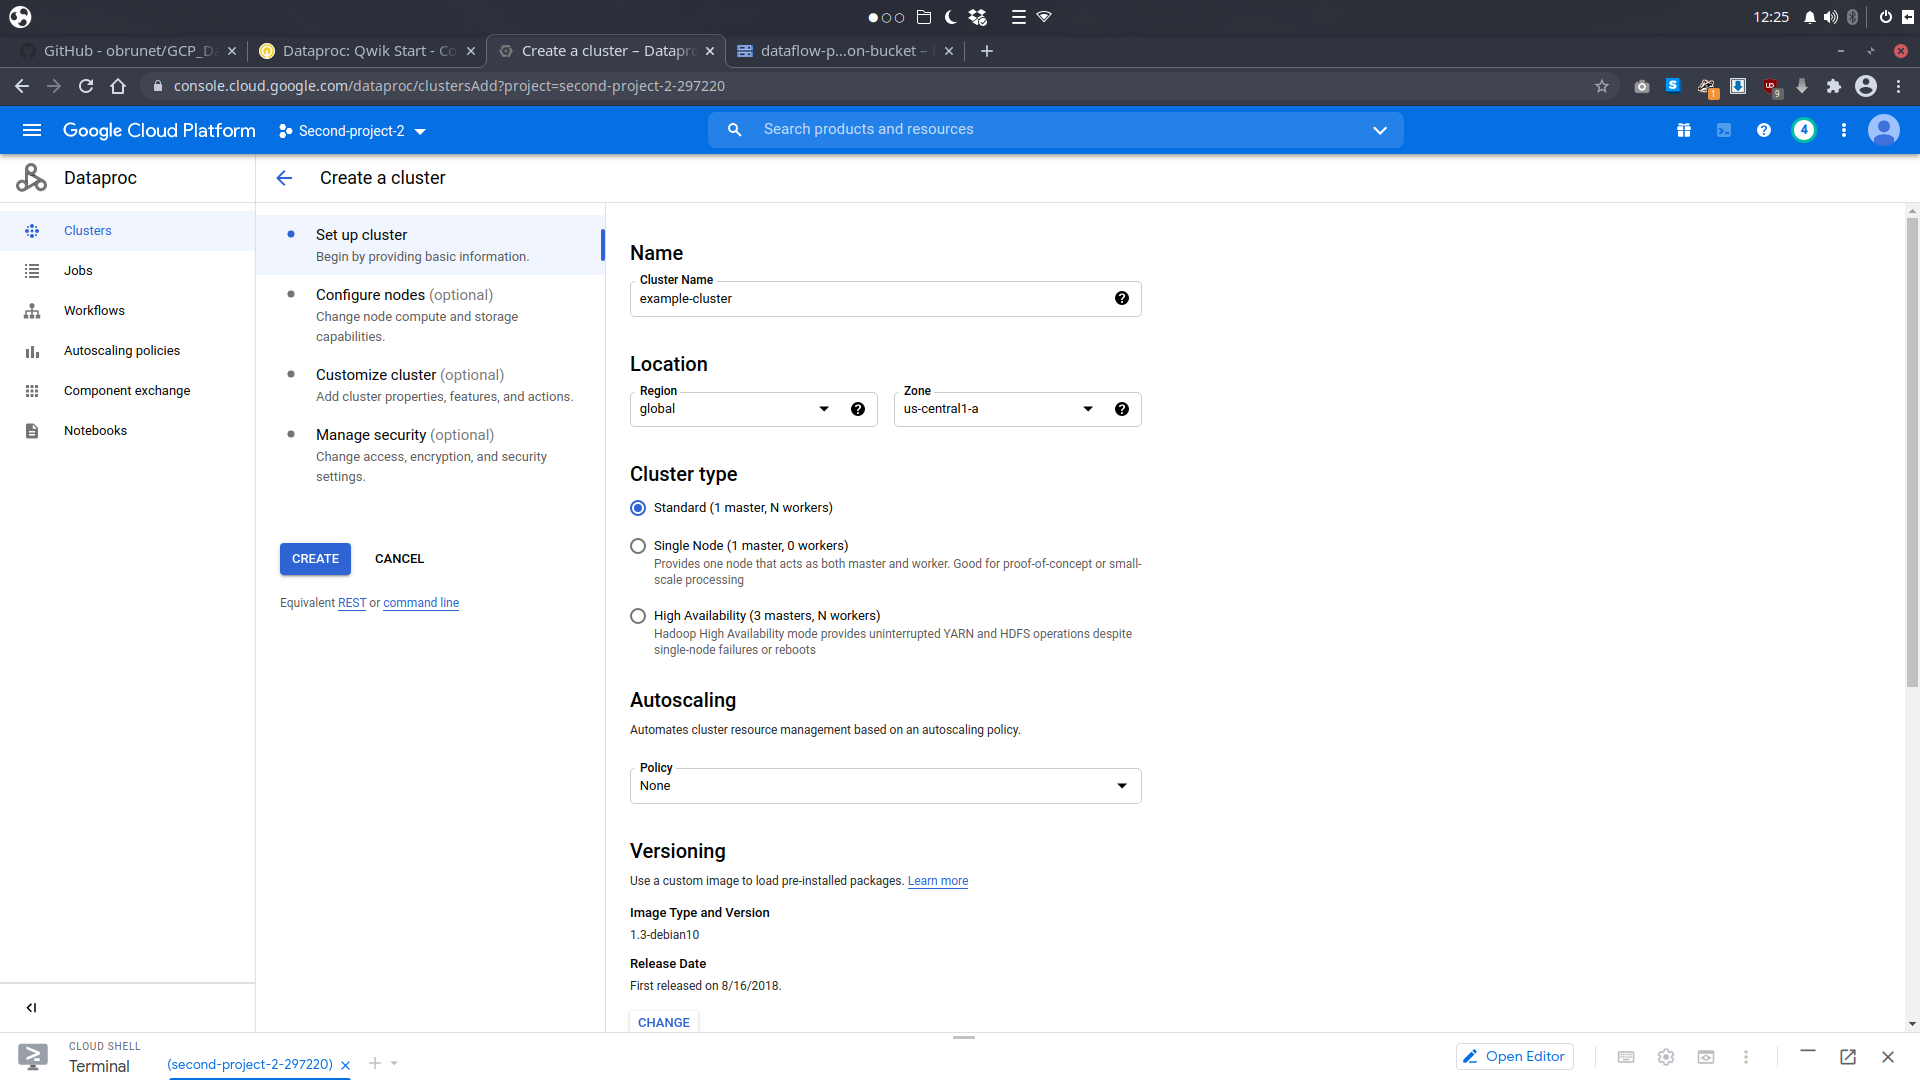 12:25
GitHub - obrunet/GCP_Da
Dataproc: Qwik Start - Co
Create a cluster – Datapro
dataflow-p...on-bucket –
console.cloud.google.com/dataproc/clustersAdd?project=second-project-2-297220
1
9
Google Cloud Platform
Second-project-2
Search products and resources
4
Dataproc
Create a cluster
Clusters
Jobs
Workflows
Autoscaling policies
Component exchange
Notebooks
Set up cluster
Begin by providing basic information.
Configure nodes (optional)
Change node compute and storage
capabilities.
Customize cluster (optional)
Add cluster properties, features, and actions.
Manage security (optional)
Change access, encryption, and security
settings.
CREATE
CANCEL
Equivalent REST or command line
Name
Cluster Name
example-cluster
Location
Region
global
Zone
us-central1-a
Cluster type
Standard (1 master, N workers)
Single Node (1 master, 0 workers)
Provides one node that acts as both master and worker. Good for proof-of-concept or small-
scale processing
High Availability (3 masters, N workers)
Hadoop High Availability mode provides uninterrupted YARN and HDFS operations despite
single-node failures or reboots
Autoscaling
Automates cluster resource management based on an autoscaling policy.
Policy
None
Versioning
Use a custom image to load pre-installed packages. Learn more
Image Type and Version
1.3-debian10
Release Date
First released on 8/16/2018.
CHANGE
CLOUD SHELL
Terminal
(second-project-2-297220)
Open Editor